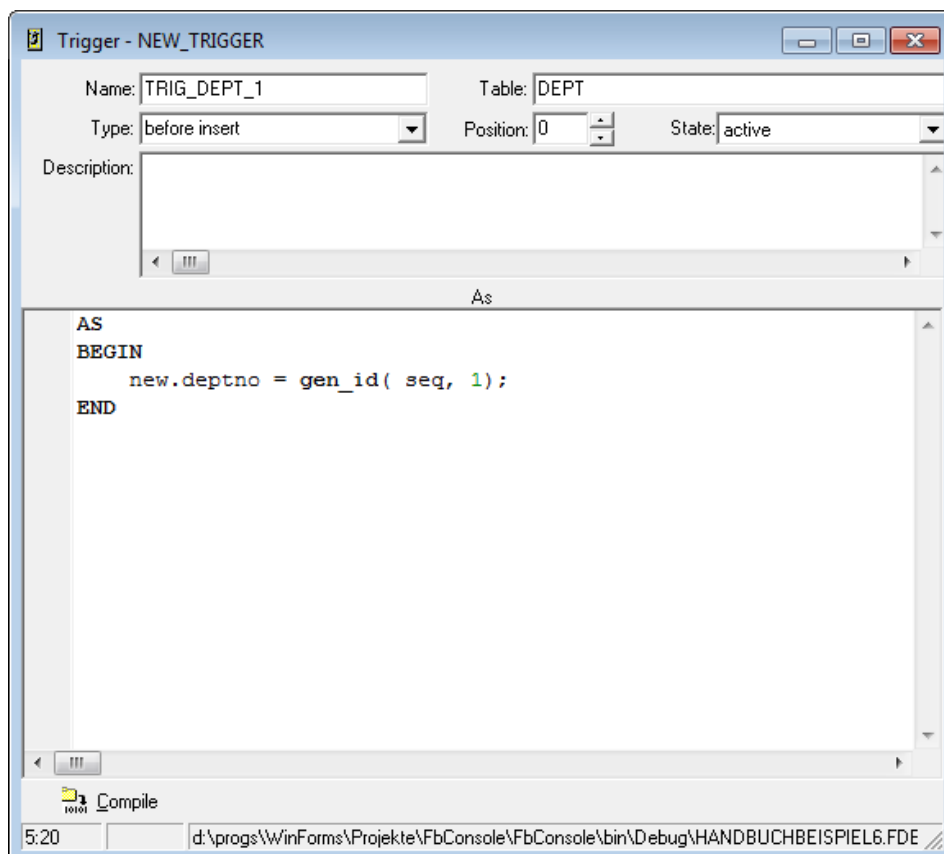 Trigger - NEW_TRIGGER
Name: TRIG_DEPT_1 Table: DEPT
Type: before insert Position: 0 State: active
Description:
As
AS
BEGIN
new.deptno = gen_id( seq, 1);
END
Compile
5:20 d:\progs\WinForms\Projekte\FbConsole\FbConsole\bin\Debug\HANDBUCHBEISPIEL6.FDE